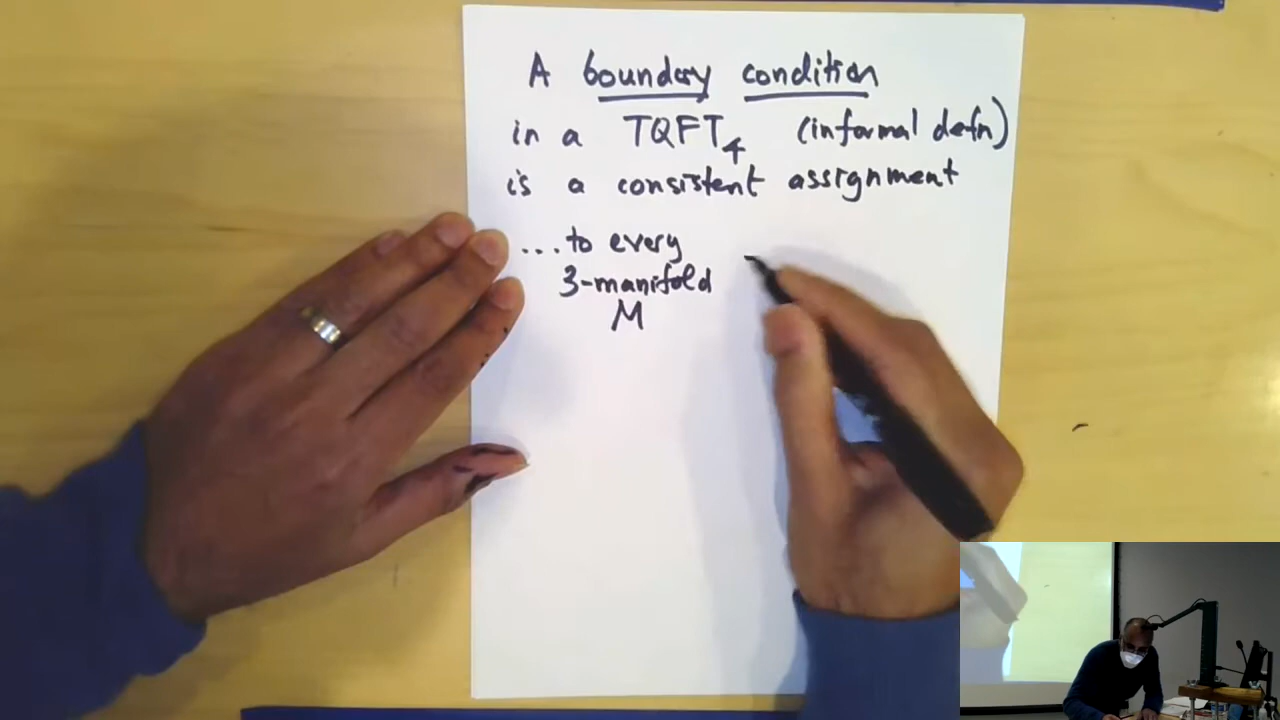 A boundary condition
in a TQFT₄ (informal defn)
is a consistent assignment
...to every
3-manifold
M